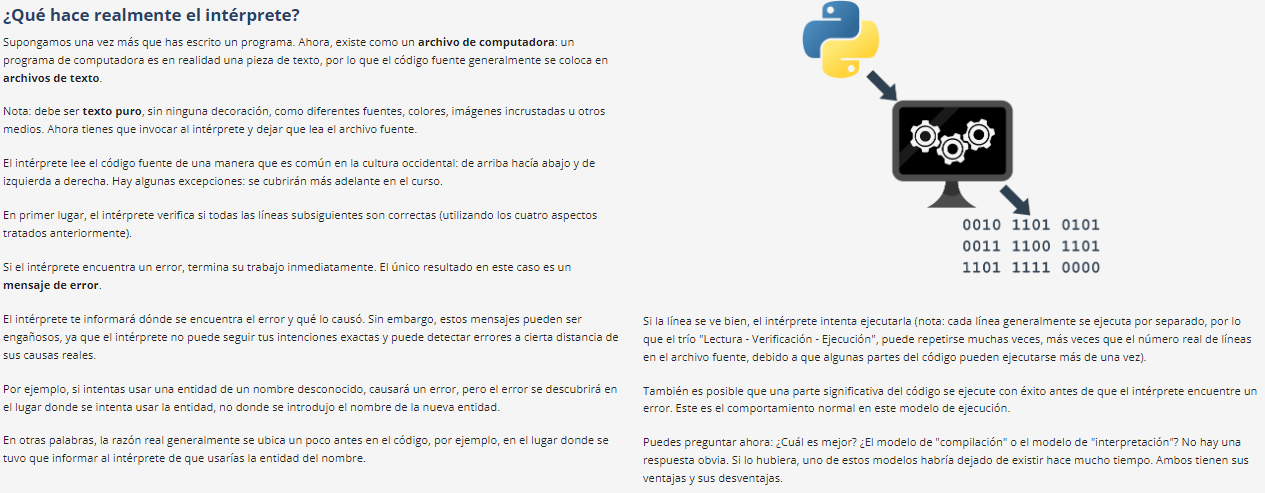 ¿Qué hace realmente el intérprete?
Supongamos una vez más que has escrito un programa. Ahora, existe como un archivo de computadora: un
programa de computadora es en realidad una pieza de texto, por lo que el código fuente generalmente se coloca en
archivos de texto.
Nota: debe ser texto puro, sin ninguna decoración, como diferentes fuentes, colores, imágenes incrustadas u otros
medios. Ahora tienes que invocar al intérprete y dejar que lea el archivo fuente.
El intérprete lee el código fuente de una manera que es común en la cultura occidental: de arriba hacía abajo y de
izquierda a derecha. Hay algunas excepciones: se cubrirán más adelante en el curso.
En primer lugar, el intérprete verifica si todas las líneas subsiguientes son correctas (utilizando los cuatro aspectos
tratados anteriormente).
Si el intérprete encuentra un error, termina su trabajo inmediatamente. El único resultado en este caso es un
mensaje de error.
El intérprete te informará dónde se encuentra el error y qué lo causó. Sin embargo, estos mensajes pueden ser
engañosos, ya que el intérprete no puede seguir tus intenciones exactas y puede detectar errores a cierta distancia de
sus causas reales.
Por ejemplo, si intentas usar una entidad de un nombre desconocido, causará un error, pero el error se descubrirá en
el lugar donde se intenta usar la entidad, no donde se introdujo el nombre de la nueva entidad.
En otras palabras, la razón real generalmente se ubica un poco antes en el código, por ejemplo, en el lugar donde se
tuvo que informar al intérprete de que usarías la entidad del nombre.
0010 1101 0101
0011 1100 1101
1101 1111 0000
Si la línea se ve bien, el intérprete intenta ejecutarla (nota: cada línea generalmente se ejecuta por separado, por lo
que el trío "Lectura - Verificación - Ejecución", puede repetirse muchas veces, más veces que el número real de líneas
en el archivo fuente, debido a que algunas partes del código pueden ejecutarse más de una vez).
También es posible que una parte significativa del código se ejecute con éxito antes de que el intérprete encuentre un
error. Este es el comportamiento normal en este modelo de ejecución.
Puedes preguntar ahora: ¿Cuál es mejor? ¿El modelo de "compilación" o el modelo de "interpretación"? No hay una
respuesta obvia. Si lo hubiera, uno de estos modelos habría dejado de existir hace mucho tiempo. Ambos tienen sus
ventajas y sus desventajas.